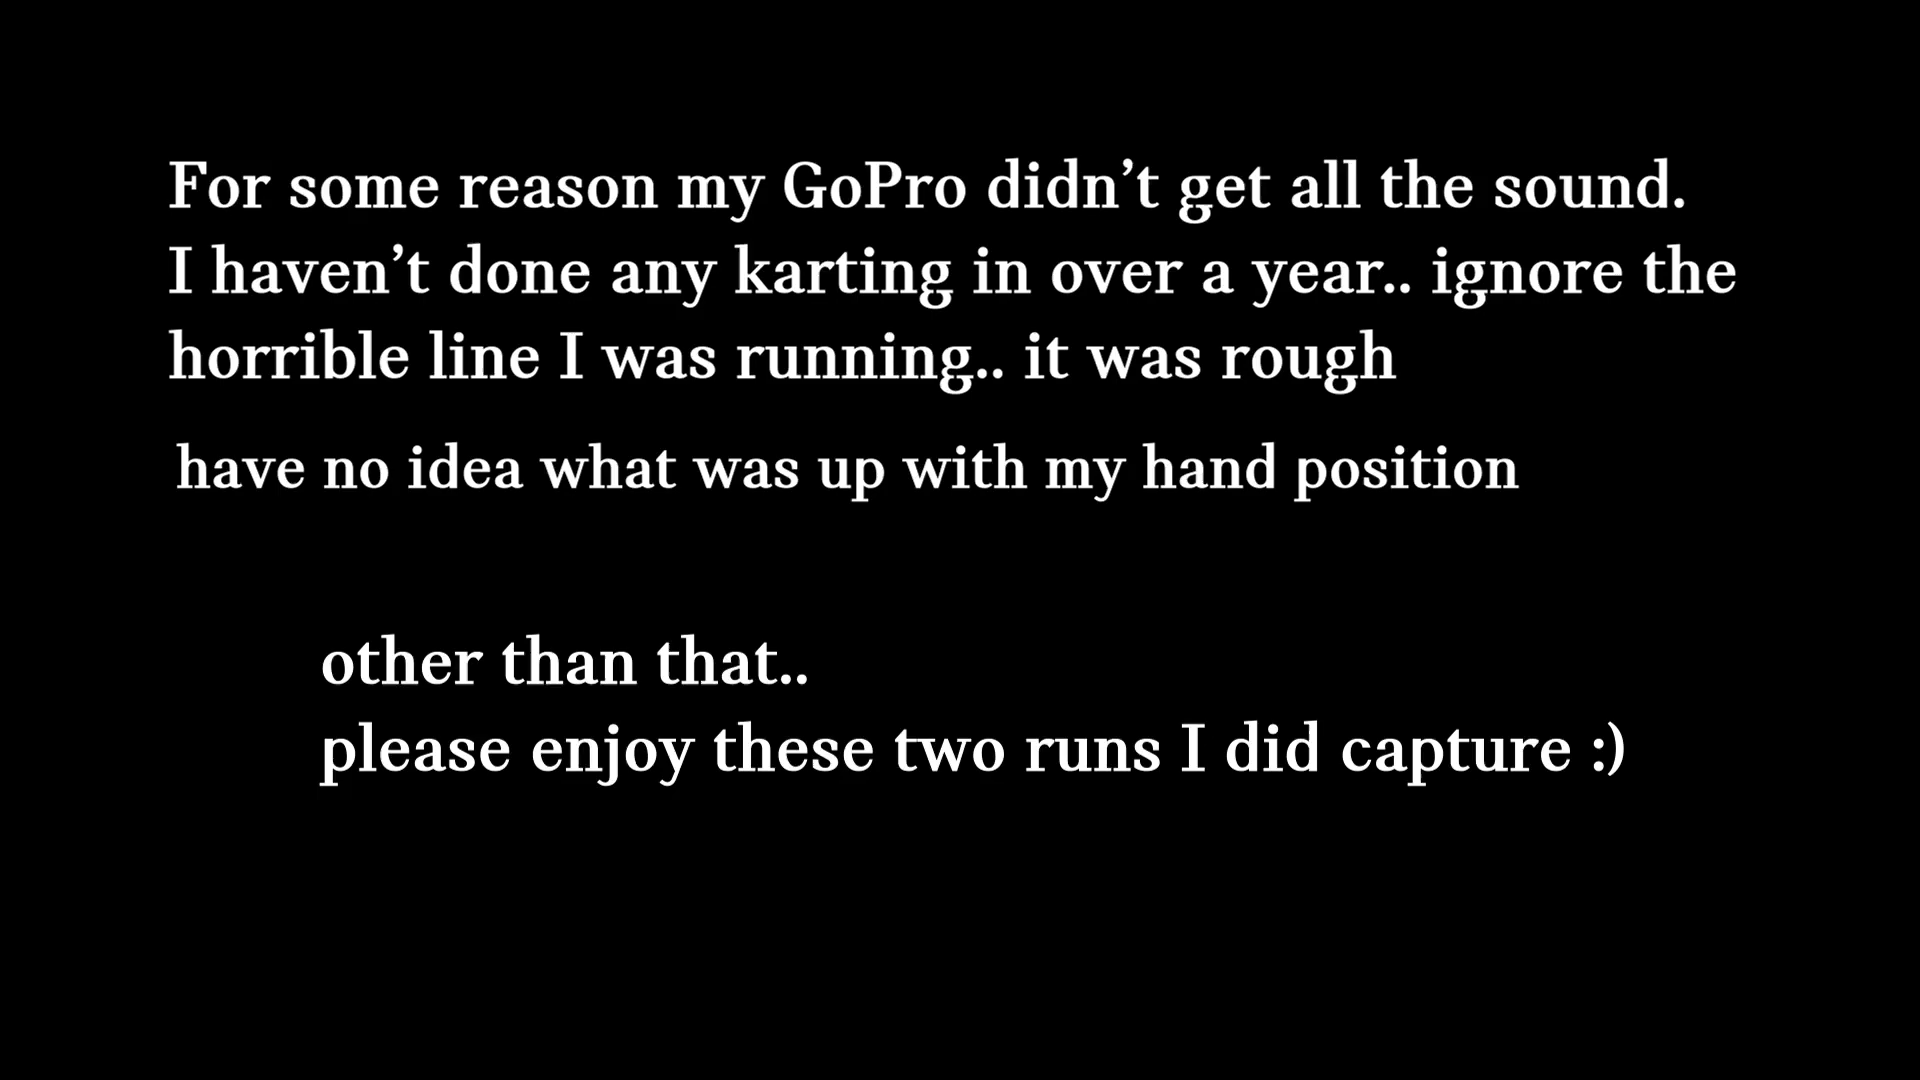 For some reason my GoPro didn’t get all the sound.
I haven’t done any karting in over a year.. ignore the
horrible line I was running.. it was rough
have no idea what was up with my hand position
other than that..
please enjoy these two runs I did capture :)